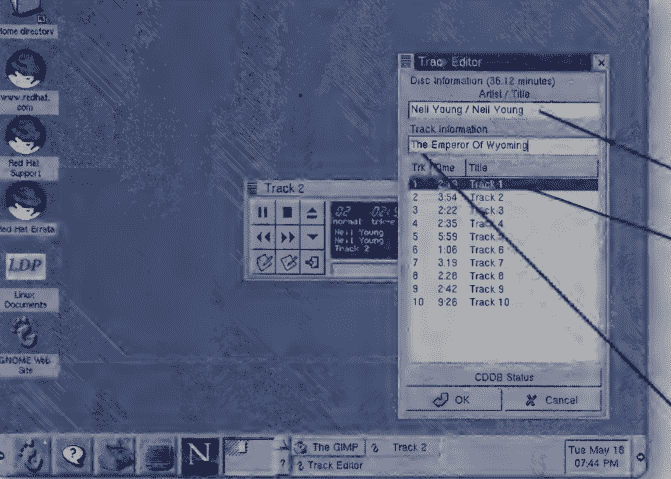 Home directory
www.redhat.
com
Red Hat
Support
Red Hat Errata
LDP
Linux
Documents
GNOME Web
Site
Track 2
02
normal
Neil Young
Neil Young
Track 2
Track Editor
Disc Information (36:12 minutes)
Artist / Title
Neil Young / Neil Young
Track Information
The Emperor Of Wyoming
Trk Time Title
1 Track 1
2 3:54 Track 2
3 2:22 Track 3
4 2:35 Track 4
5 5:59 Track 5
6 1:06 Track 6
7 3:19 Track 7
8 2:28 Track 8
9 2:42 Track 9
10 9:26 Track 10
CDDB Status
OK Cancel
N
?
The GIMP Track 2
? Track Editor
Tue May 18
07:44 PM